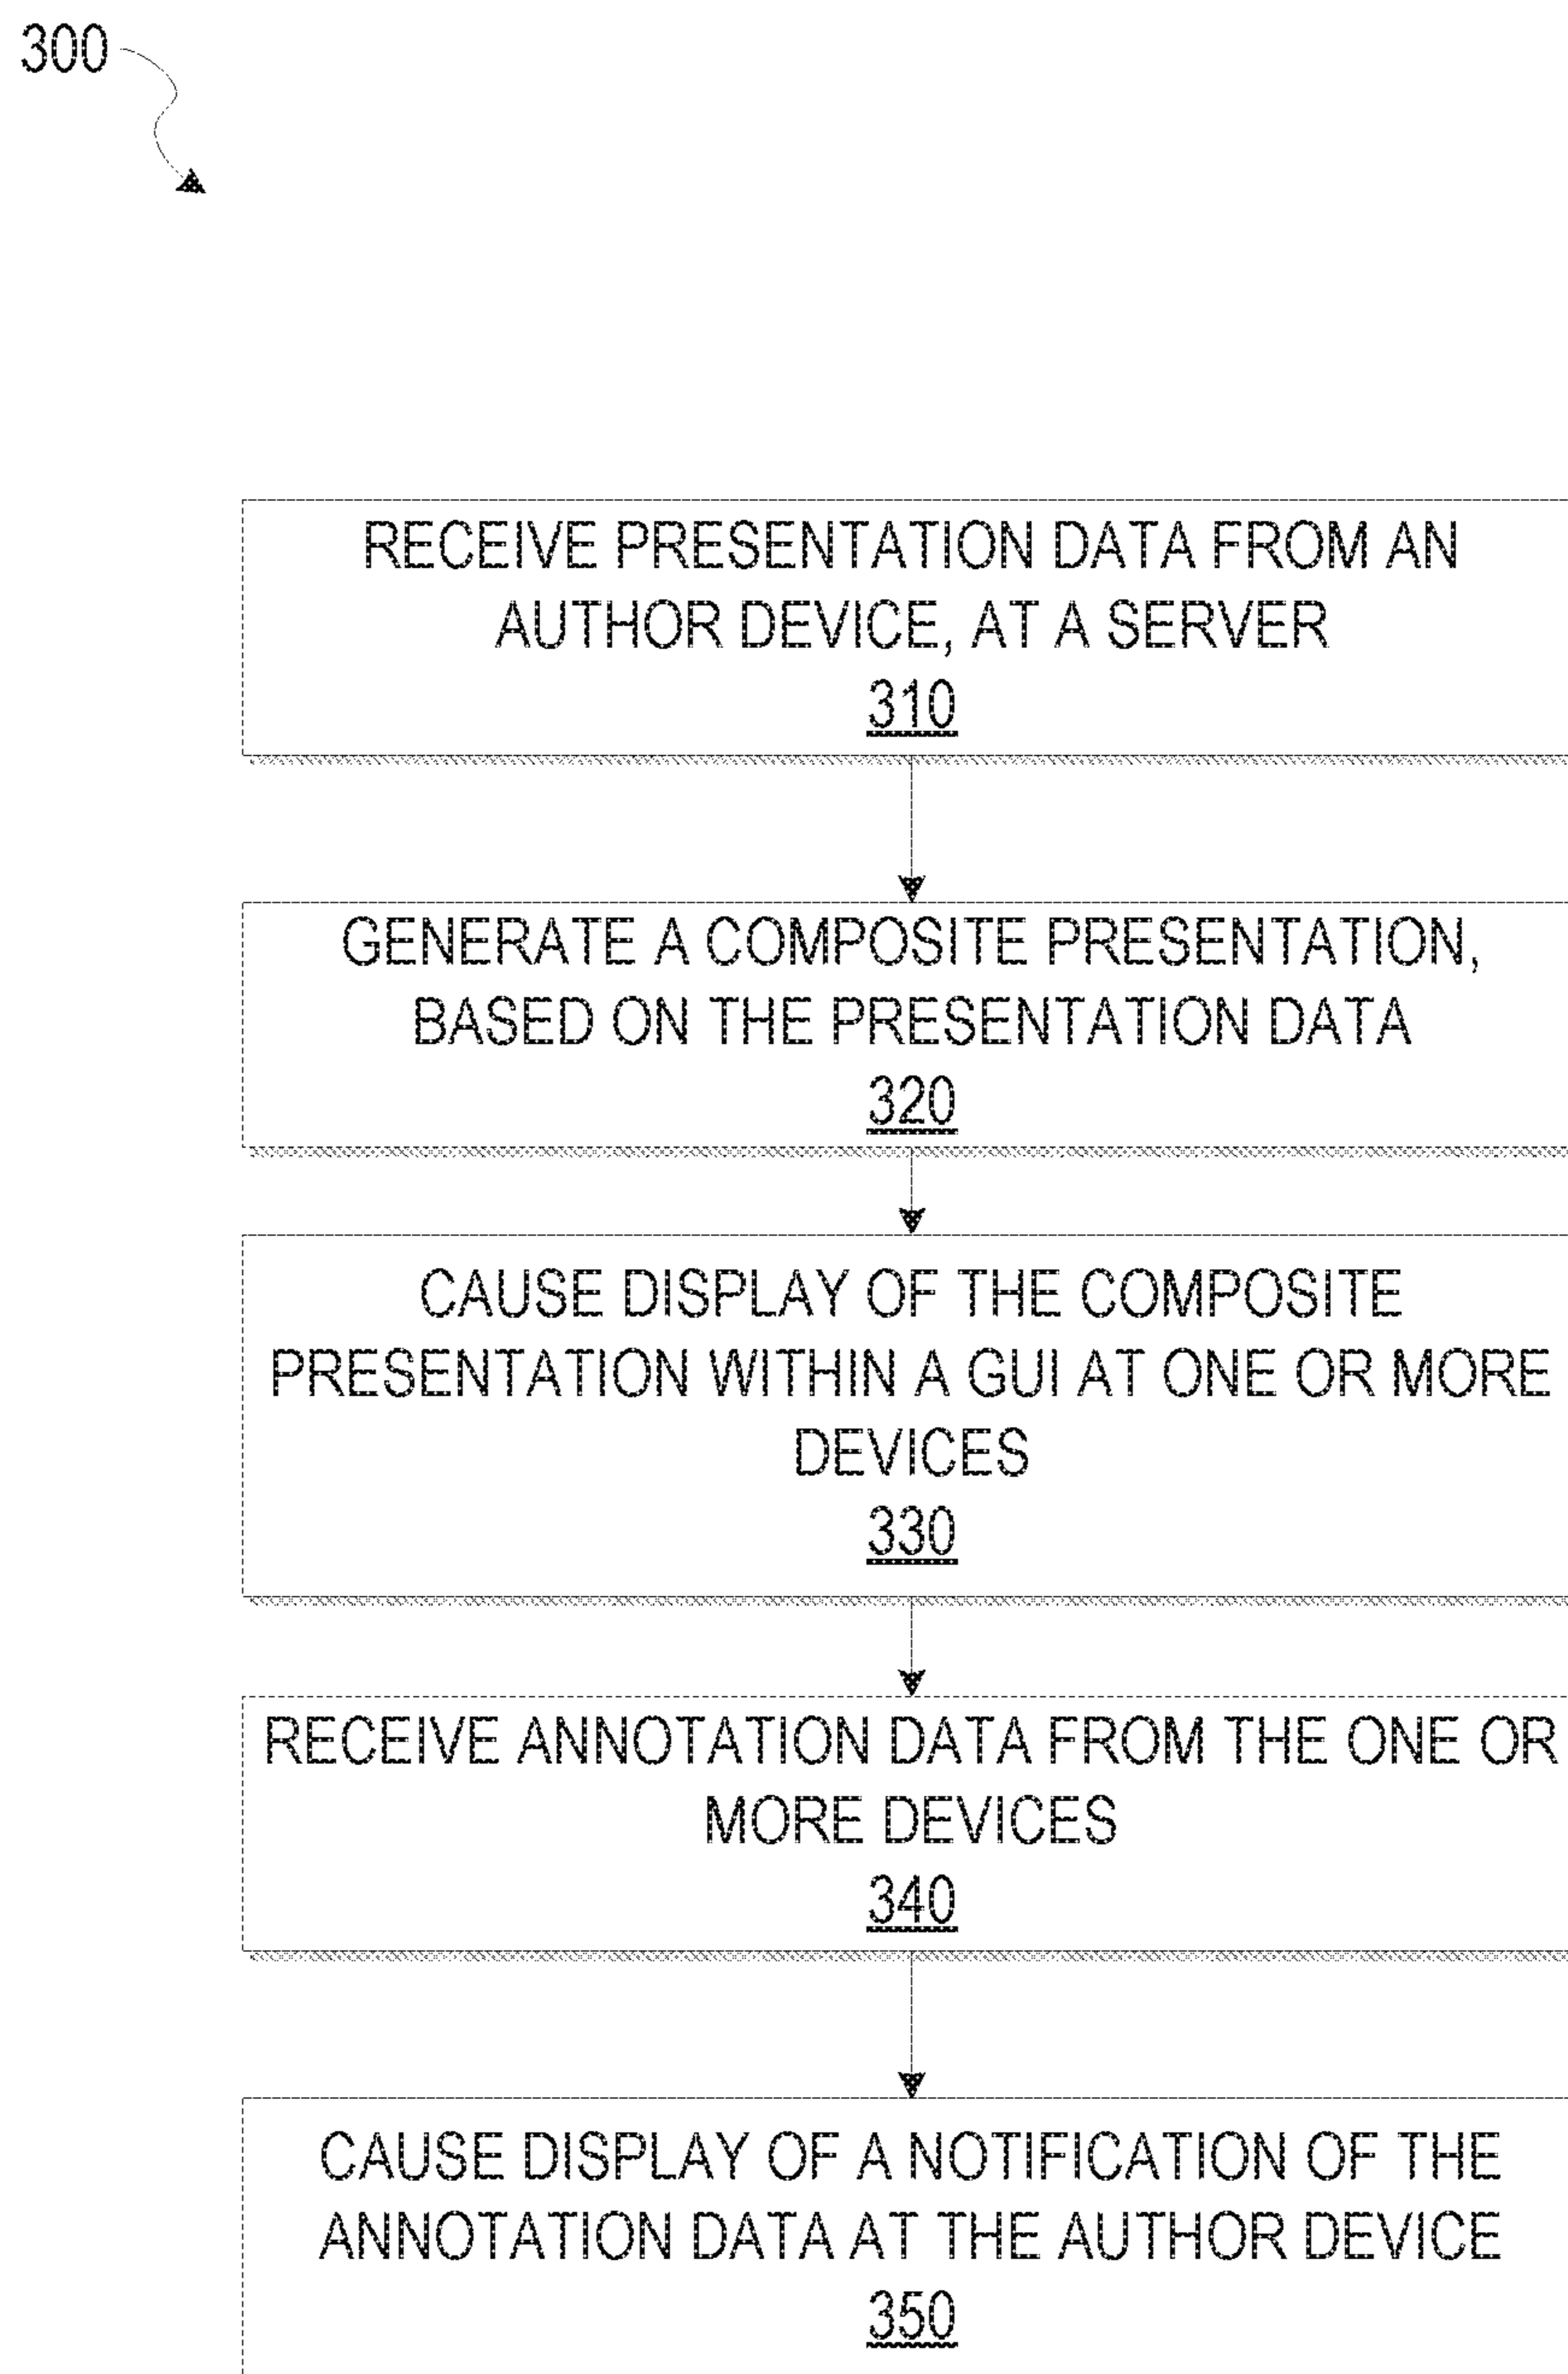 300
RECEIVE PRESENTATION DATA FROM AN
AUTHOR DEVICE, AT A SERVER
310
GENERATE A COMPOSITE PRESENTATION,
BASED ON THE PRESENTATION DATA
320
CAUSE DISPLAY OF THE COMPOSITE
PRESENTATION WITHIN A GUI AT ONE OR MORE
DEVICES
330
RECEIVE ANNOTATION DATA FROM THE ONE OR
MORE DEVICES
340
CAUSE DISPLAY OF A NOTIFICATION OF THE
ANNOTATION DATA AT THE AUTHOR DEVICE
350